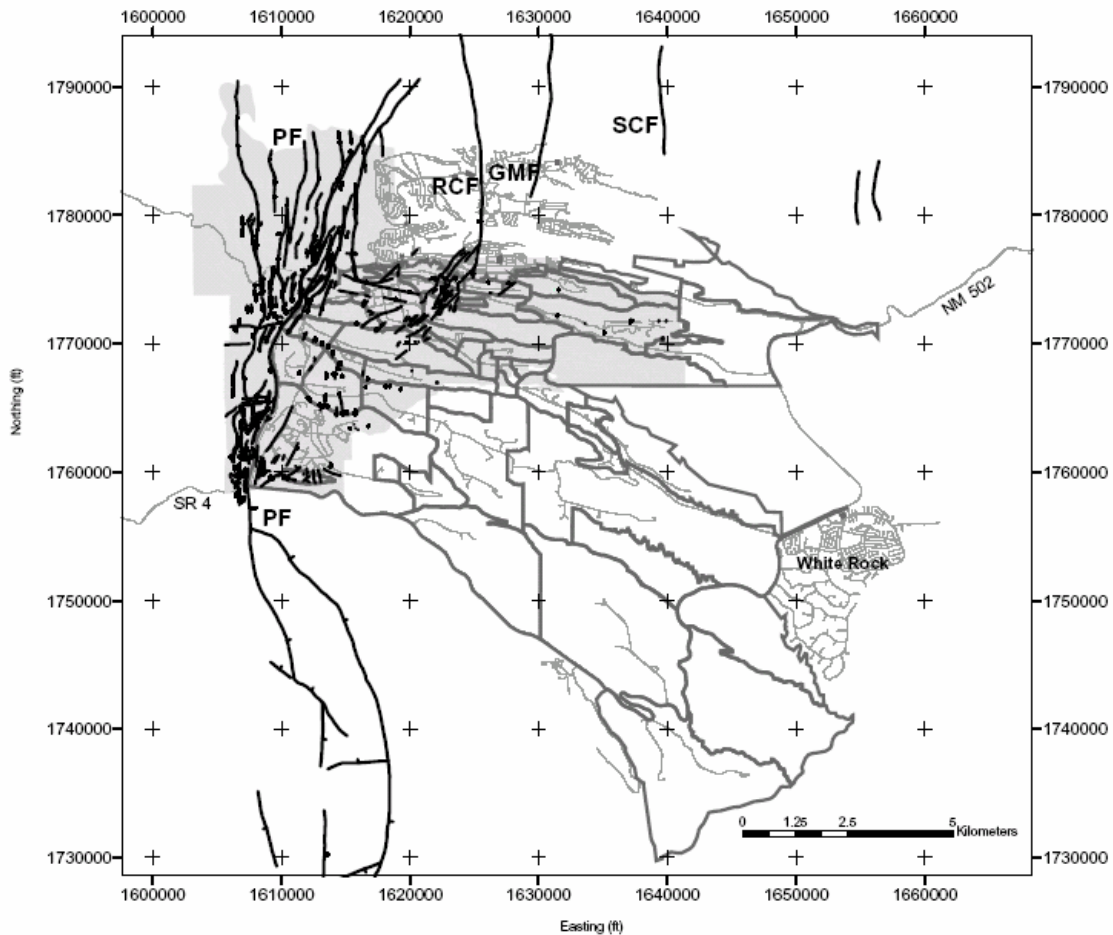 1600000 1610000 1620000 1630000 1640000 1650000 1660000
1790000 1790000
SCF
PF
RCF GMF
1780000 1780000
NM 502
1770000 1770000
Northing (ft)
1760000 1760000
SR 4
PF
White Rock
1750000 1750000
1740000 1740000
0 1.25 2.5 5
Kilometers
1730000 1730000
1600000 1610000 1620000 1630000 1640000 1650000 1660000
Easting (ft)